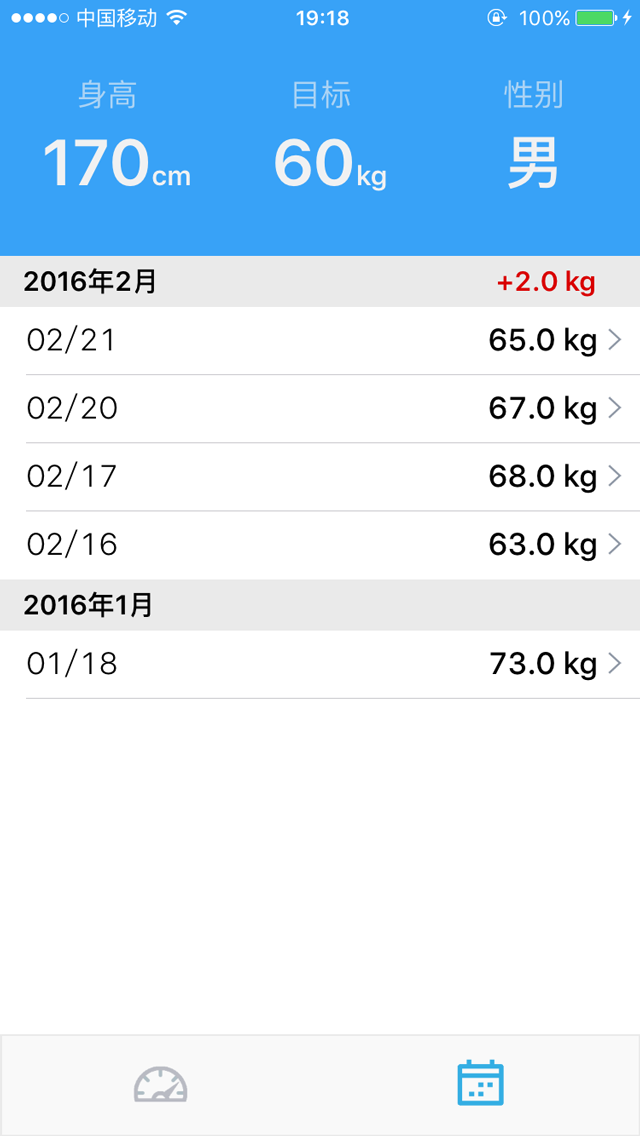 中国移动 19:18 100%
身高 目标 性别
170cm 60kg 男
2016年2月 +2.0 kg
02/21 65.0 kg
02/20 67.0 kg
02/17 68.0 kg
02/16 63.0 kg
2016年1月
01/18 73.0 kg